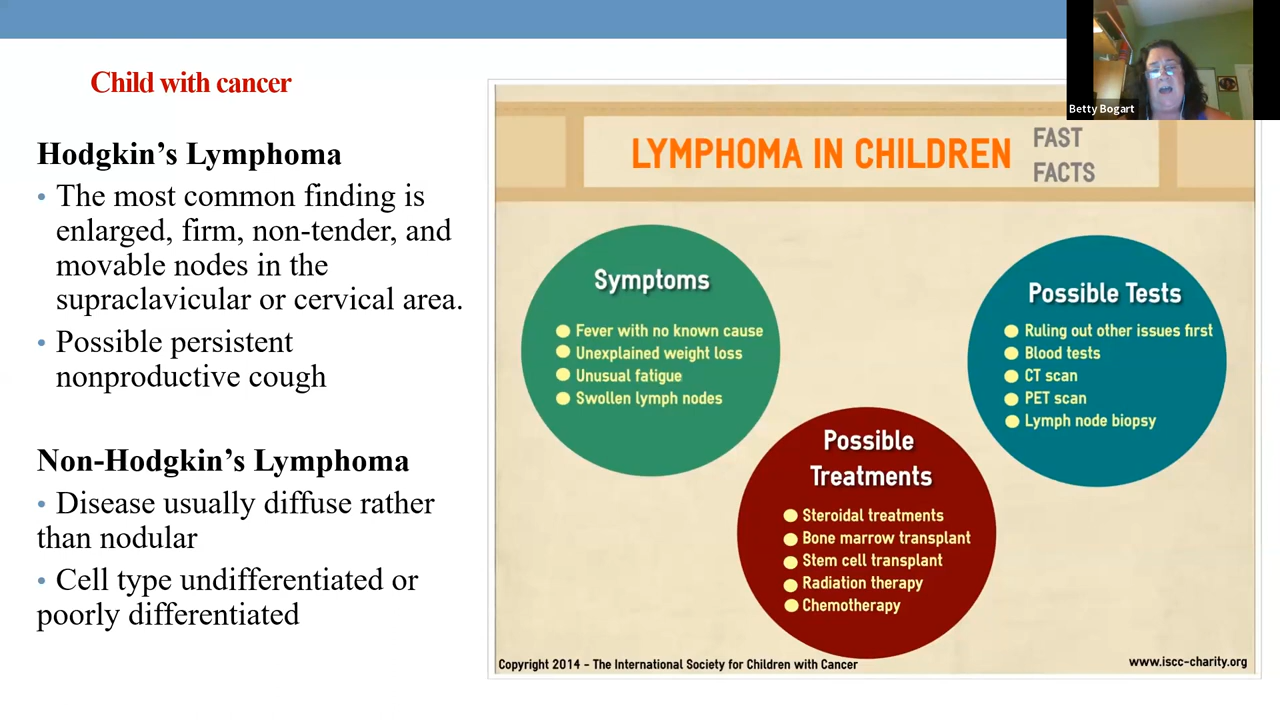 Child with cancer
Hodgkin’s Lymphoma
• The most common finding is
enlarged, firm, non-tender, and
movable nodes in the
supraclavicular or cervical area.
• Possible persistent
nonproductive cough
Non-Hodgkin’s Lymphoma
• Disease usually diffuse rather
than nodular
• Cell type undifferentiated or
poorly differentiated
LYMPHOMA IN CHILDREN
FAST
FACTS
Symptoms
Fever with no known cause
Unexplained weight loss
Unusual fatigue
Swollen lymph nodes
Possible
Treatments
Steroidal treatments
Bone marrow transplant
Stem cell transplant
Radiation therapy
Chemotherapy
Possible Tests
Ruling out other issues first
Blood tests
CT scan
PET scan
Lymph node biopsy
Copyright 2014 - The International Society for Children with Cancer
www.iscc-charity.org
Betty Bogart